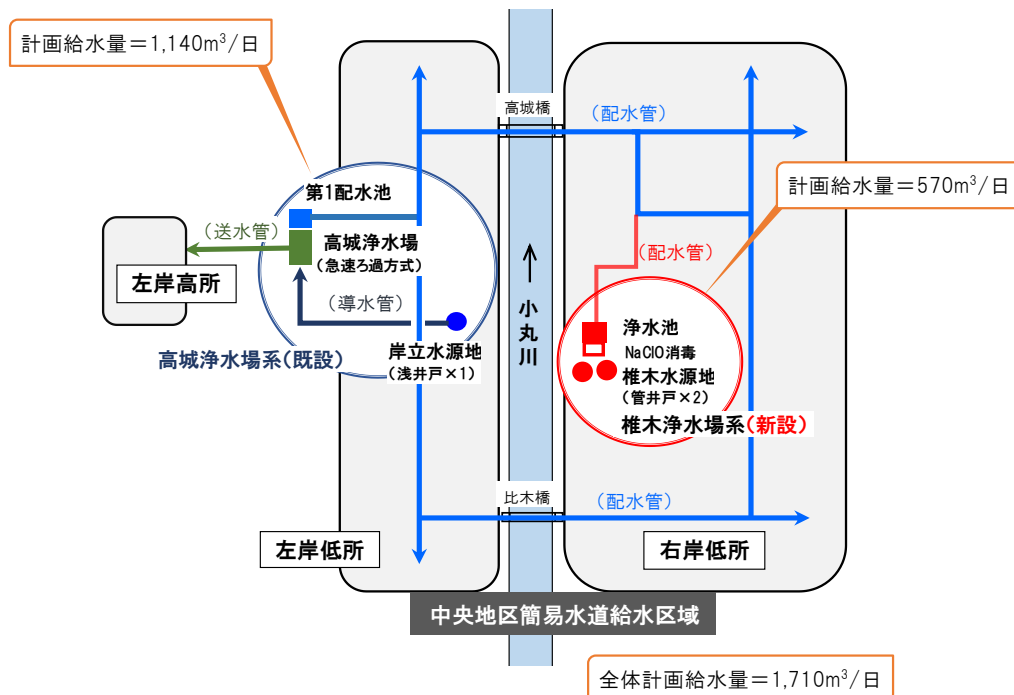 計画給水量=1,140m³/日
高城橋
(配水管)
計画給水量=570m³/日
第1配水池
(送水管)
高城浄水場
(急速ろ過方式)
(配水管)
左岸高所
(導水管)
小丸川
浄水池
NaClO消毒
岸立水源地
(浅井戸×1)
高城浄水場系(既設)
椎木水源地
(管井戸×2)
椎木浄水場系(新設)
比木橋
(配水管)
左岸低所
右岸低所
中央地区簡易水道給水区域
全体計画給水量=1,710m³/日